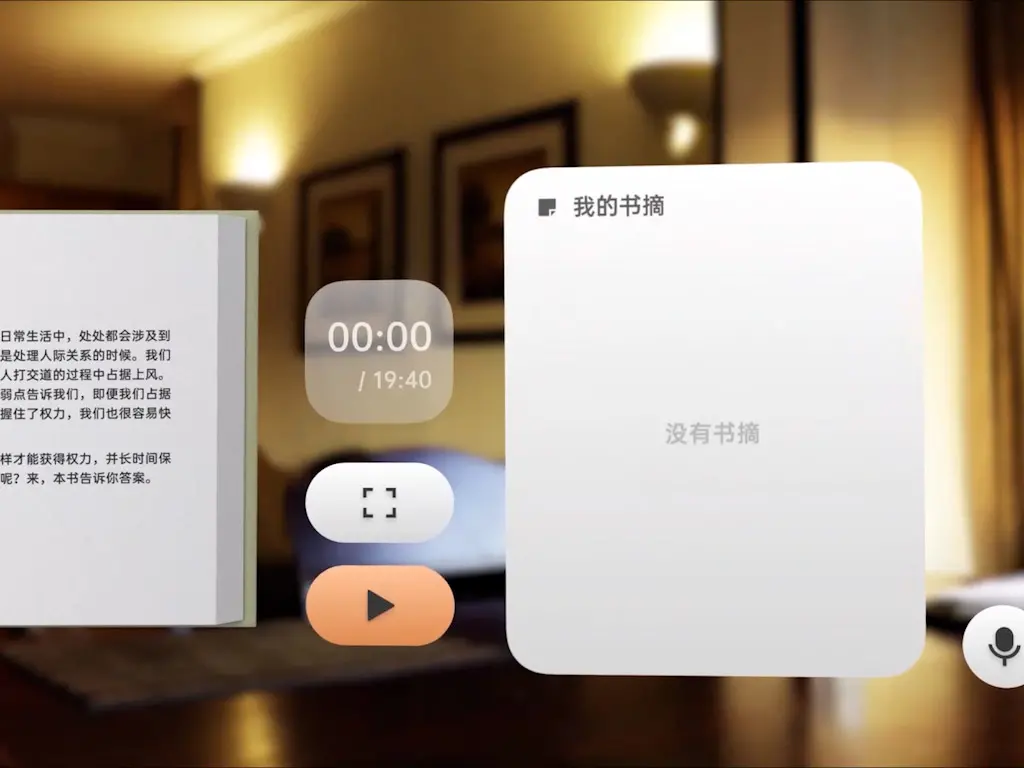 日常生活中，处处都会涉及到
是处理人际关系的时候。我们
人打交道的过程中占据上风。
弱点告诉我们，即便我们占据
握住了权力，我们也很容易快
样才能获得权力，并长时间保
呢？来，本书告诉你答案。
00:00
/ 19:40
我的书摘
没有书摘